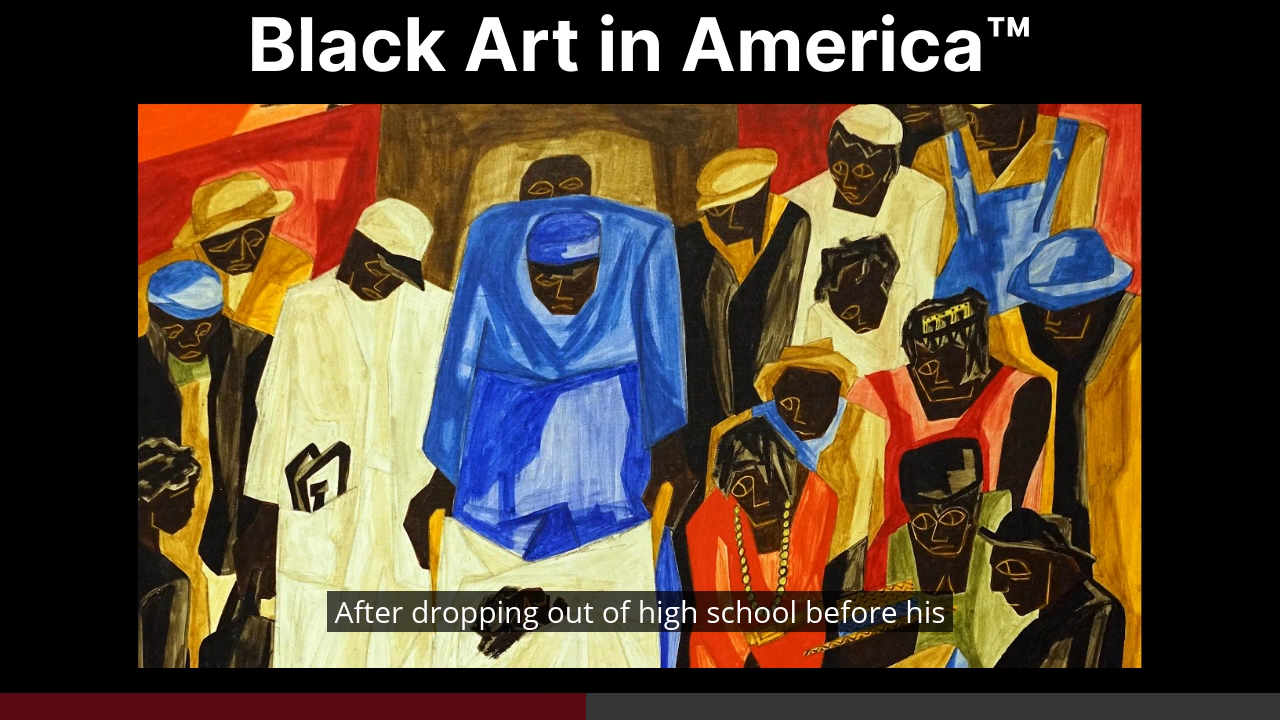 Black Art in America™
After dropping out of high school before his